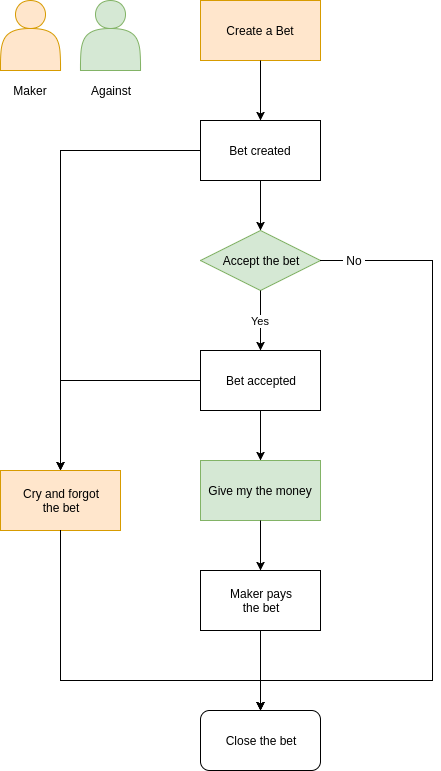 Create a Bet
Maker
Against
Bet created
Accept the bet
No
Yes
Bet accepted
Cry and forgot
the bet
Give my the money
Maker pays
the bet
Close the bet